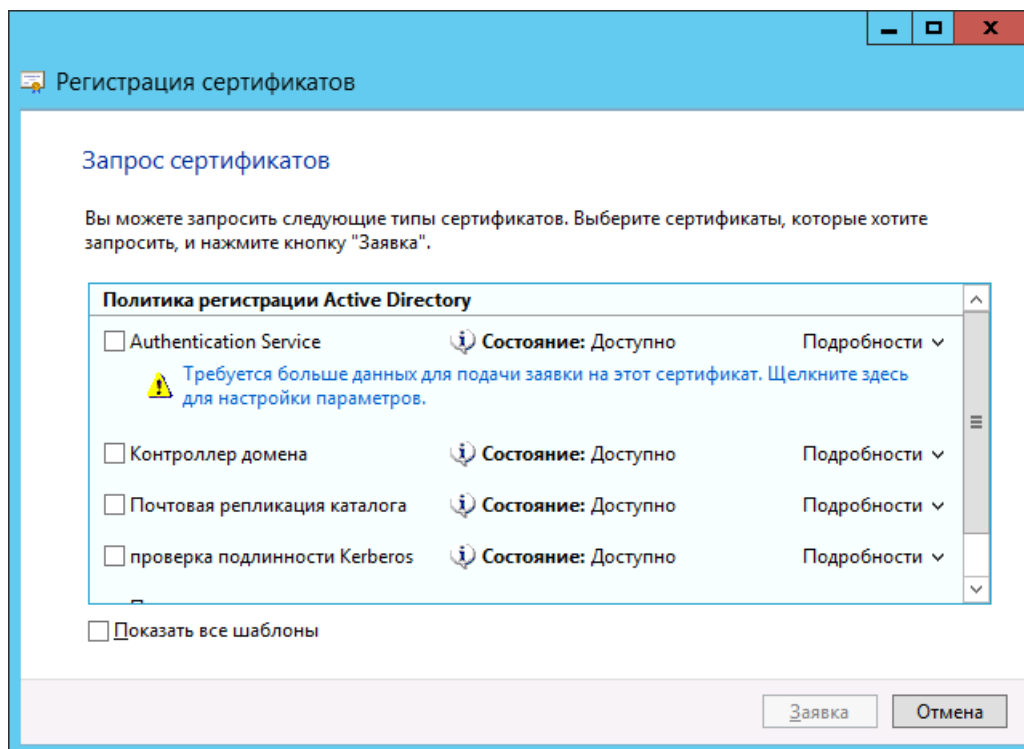 Регистрация сертификатов
Запрос сертификатов
Вы можете запросить следующие типы сертификатов. Выберите сертификаты, которые хотите
запросить, и нажмите кнопку "Заявка".
Политика регистрации Active Directory
Authentication Service Состояние: Доступно Подробности
Требуется больше данных для подачи заявки на этот сертификат. Щелкните здесь
для настройки параметров.
Контроллер домена Состояние: Доступно Подробности
Почтовая репликация каталога Состояние: Доступно Подробности
проверка подлинности Kerberos Состояние: Доступно Подробности
Показать все шаблоны
Заявка Отмена